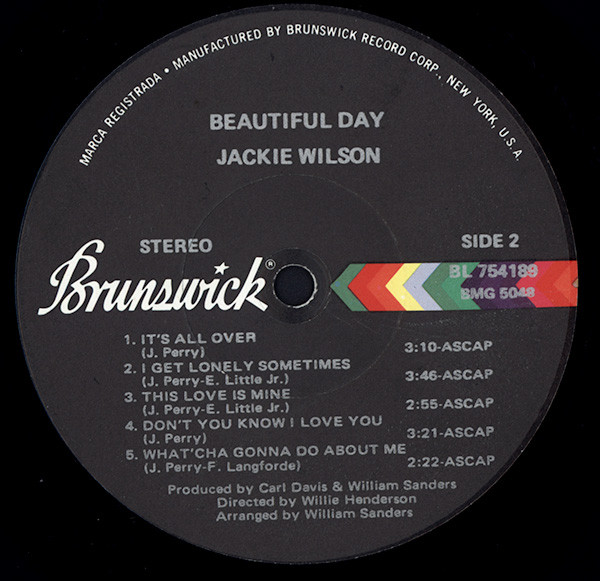 MARCA REGISTRADA • MANUFACTURED BY BRUNSWICK RECORD CORP., NEW YORK, U.S.A.
BEAUTIFUL DAY
JACKIE WILSON
STEREO
SIDE 2
Brunswick®
BL 754189
BMG 5048
1. IT'S ALL OVER
(J. Perry)
3:10-ASCAP
2. I GET LONELY SOMETIMES
(J. Perry-E. Little Jr.)
3:46-ASCAP
3. THIS LOVE IS MINE
(J. Perry-E. Little Jr.)
2:55-ASCAP
4. DON'T YOU KNOW I LOVE YOU
(J. Perry)
3:21-ASCAP
5. WHAT'CHA GONNA DO ABOUT ME
(J. Perry-F. Langforde)
2:22-ASCAP
Produced by Carl Davis & William Sanders
Directed by Willie Henderson
Arranged by William Sanders